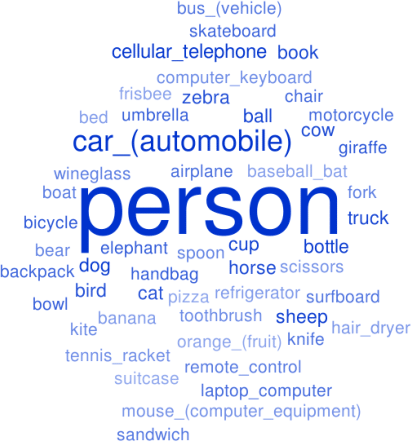 bus_(vehicle)
skateboard
cellular_telephone book
computer_keyboard
frisbee zebra chair
bed umbrella ball motorcycle
car_(automobile) cow
giraffe
wineglass airplane baseball_bat
boat person fork
bicycle truck
bear elephant spoon cup bottle
backpack dog handbag horse scissors
bowl bird cat pizza refrigerator surfboard
kite banana toothbrush sheep hair_dryer
tennis_racket orange_(fruit) knife
suitcase remote_control
laptop_computer
mouse_(computer_equipment)
sandwich